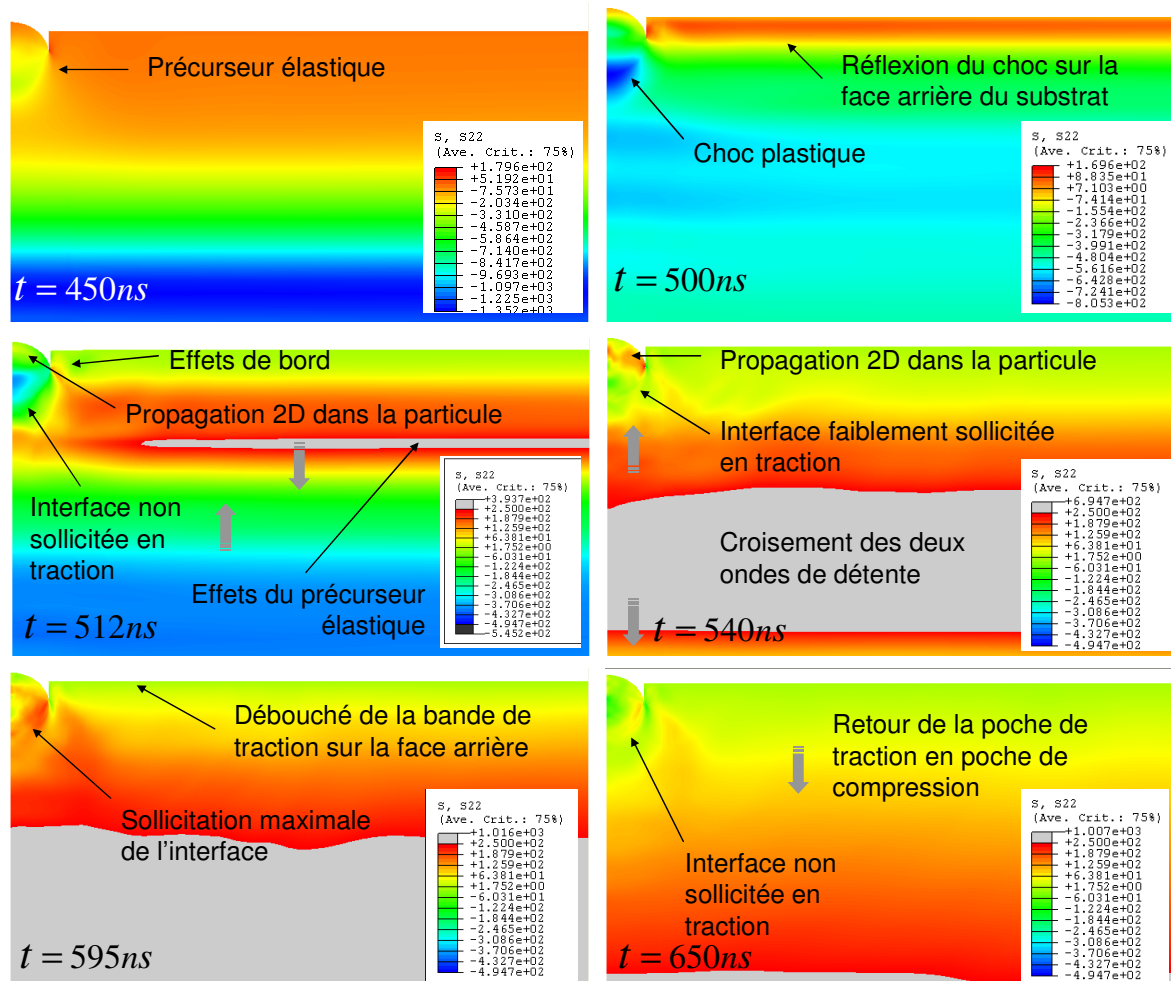 Précurseur élastique
S, S22
(Ave. Crit.: 75%)
+1.796e+02
+5.192e+01
-7.573e+01
-2.034e+02
-3.310e+02
-4.587e+02
-5.864e+02
-7.140e+02
-8.417e+02
-9.693e+02
-1.097e+03
-1.225e+03
-1.352e+03
t = 450ns
Réflexion du choc sur la
face arrière du substrat
Choc plastique
S, S22
(Ave. Crit.: 75%)
+1.696e+02
+8.835e+01
+7.103e+00
-7.414e+01
-1.554e+02
-2.366e+02
-3.179e+02
-3.991e+02
-4.804e+02
-5.616e+02
-6.428e+02
-7.241e+02
-8.053e+02
t = 500ns
Effets de bord
Propagation 2D dans la particule
Interface non
sollicitée en
traction
Effets du précurseur
élastique
S, S22
(Ave. Crit.: 75%)
+3.937e+02
+2.500e+02
+1.879e+02
+1.259e+02
+6.381e+01
+1.752e+00
-6.031e+01
-1.224e+02
-1.844e+02
-2.465e+02
-3.086e+02
-3.706e+02
-4.327e+02
-4.947e+02
-5.452e+02
t = 512ns
Propagation 2D dans la particule
Interface faiblement sollicitée
en traction
Croisement des deux
ondes de détente
S, S22
(Ave. Crit.: 75%)
+6.947e+02
+2.500e+02
+1.879e+02
+1.259e+02
+6.381e+01
+1.752e+00
-6.031e+01
-1.224e+02
-1.844e+02
-2.465e+02
-3.086e+02
-3.706e+02
-4.327e+02
-4.947e+02
t = 540ns
Débouché de la bande de
traction sur la face arrière
Sollicitation maximale
de l'interface
S, S22
(Ave. Crit.: 75%)
+1.016e+03
+2.500e+02
+1.879e+02
+1.259e+02
+6.381e+01
+1.752e+00
-6.031e+01
-1.224e+02
-1.844e+02
-2.465e+02
-3.086e+02
-3.706e+02
-4.327e+02
-4.947e+02
t = 595ns
Retour de la poche de
traction en poche de
compression
Interface non
sollicitée en
traction
S, S22
(Ave. Crit.: 75%)
+1.007e+03
+2.500e+02
+1.879e+02
+1.259e+02
+6.381e+01
+1.752e+00
-6.031e+01
-1.224e+02
-1.844e+02
-2.465e+02
-3.086e+02
-3.706e+02
-4.327e+02
-4.947e+02
t = 650ns